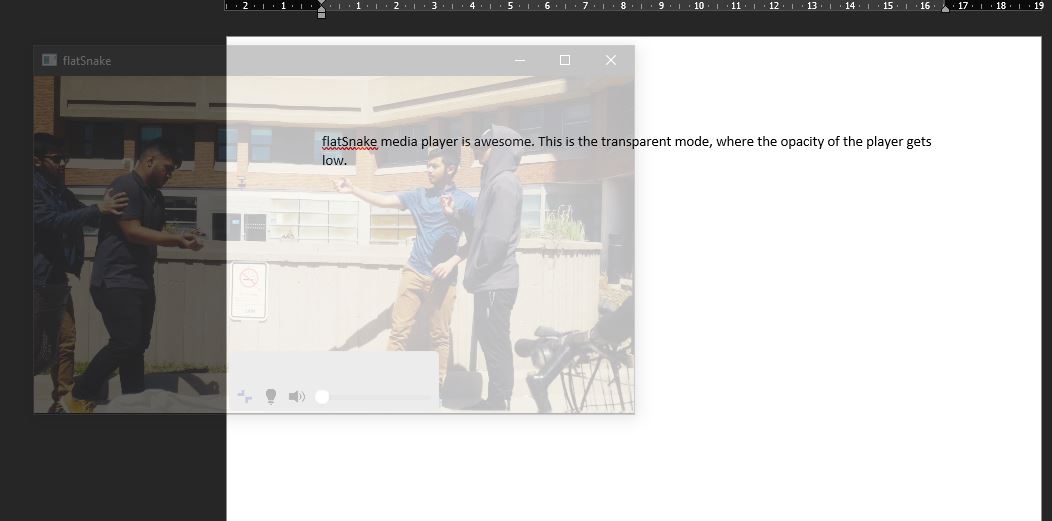 2 1 1 2 3 4 5 6 7 8 9 10 11 12 13 14 15 16 17 18 19
flatSnake
flatSnake media player is awesome. This is the transparent mode, where the opacity of the player gets
low.